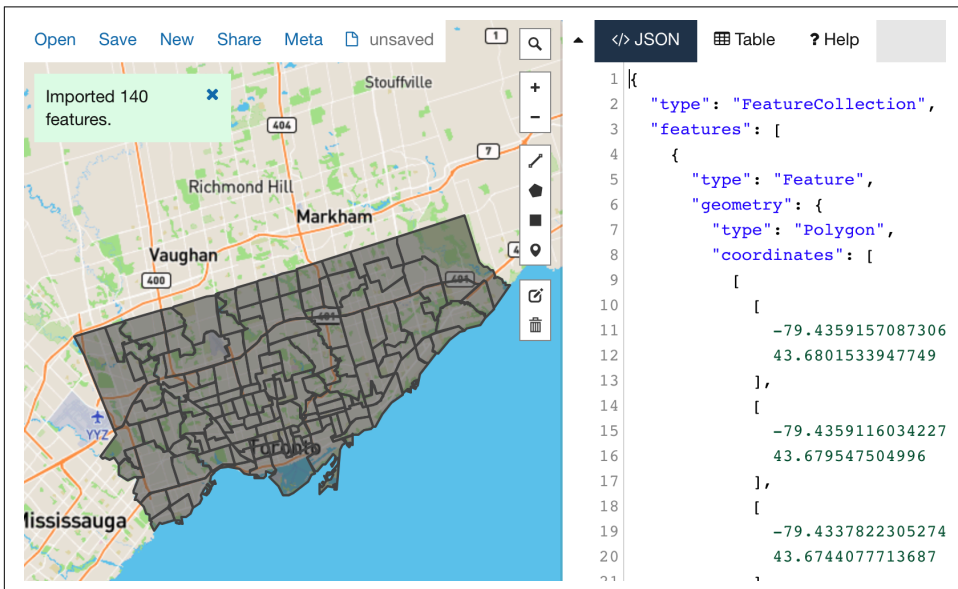 Open Save New Share Meta unsaved
</> JSON Table ? Help
Imported 140
features.
1
Stouffville
404
7
Richmond Hill
Markham
Vaughan
400
401
401
YYZ
Toronto
Mississauga
1 {
2 "type": "FeatureCollection",
3 "features": [
4 {
5 "type": "Feature",
6 "geometry": {
7 "type": "Polygon",
8 "coordinates": [
9 [
10 [
11 -79.4359157087306
12 43.6801533947749
13 ],
14 [
15 -79.4359116034227
16 43.679547504996
17 ],
18 [
19 -79.4337822305274
20 43.6744077713687
21 ]